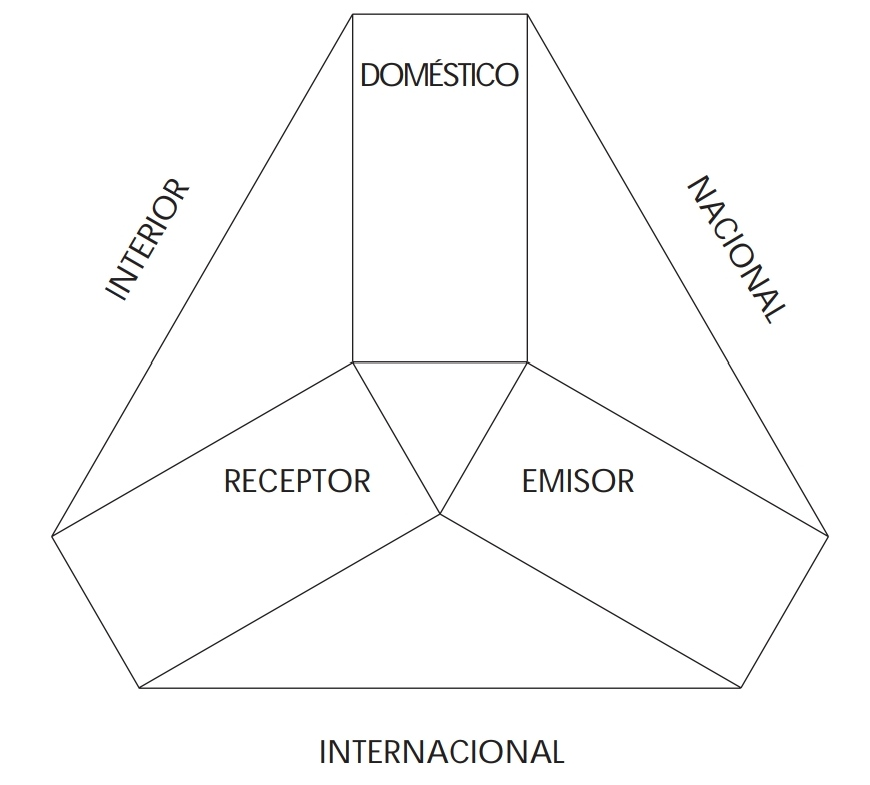 DOMÉSTICO
INTERIOR
NACIONAL
RECEPTOR
EMISOR
INTERNACIONAL